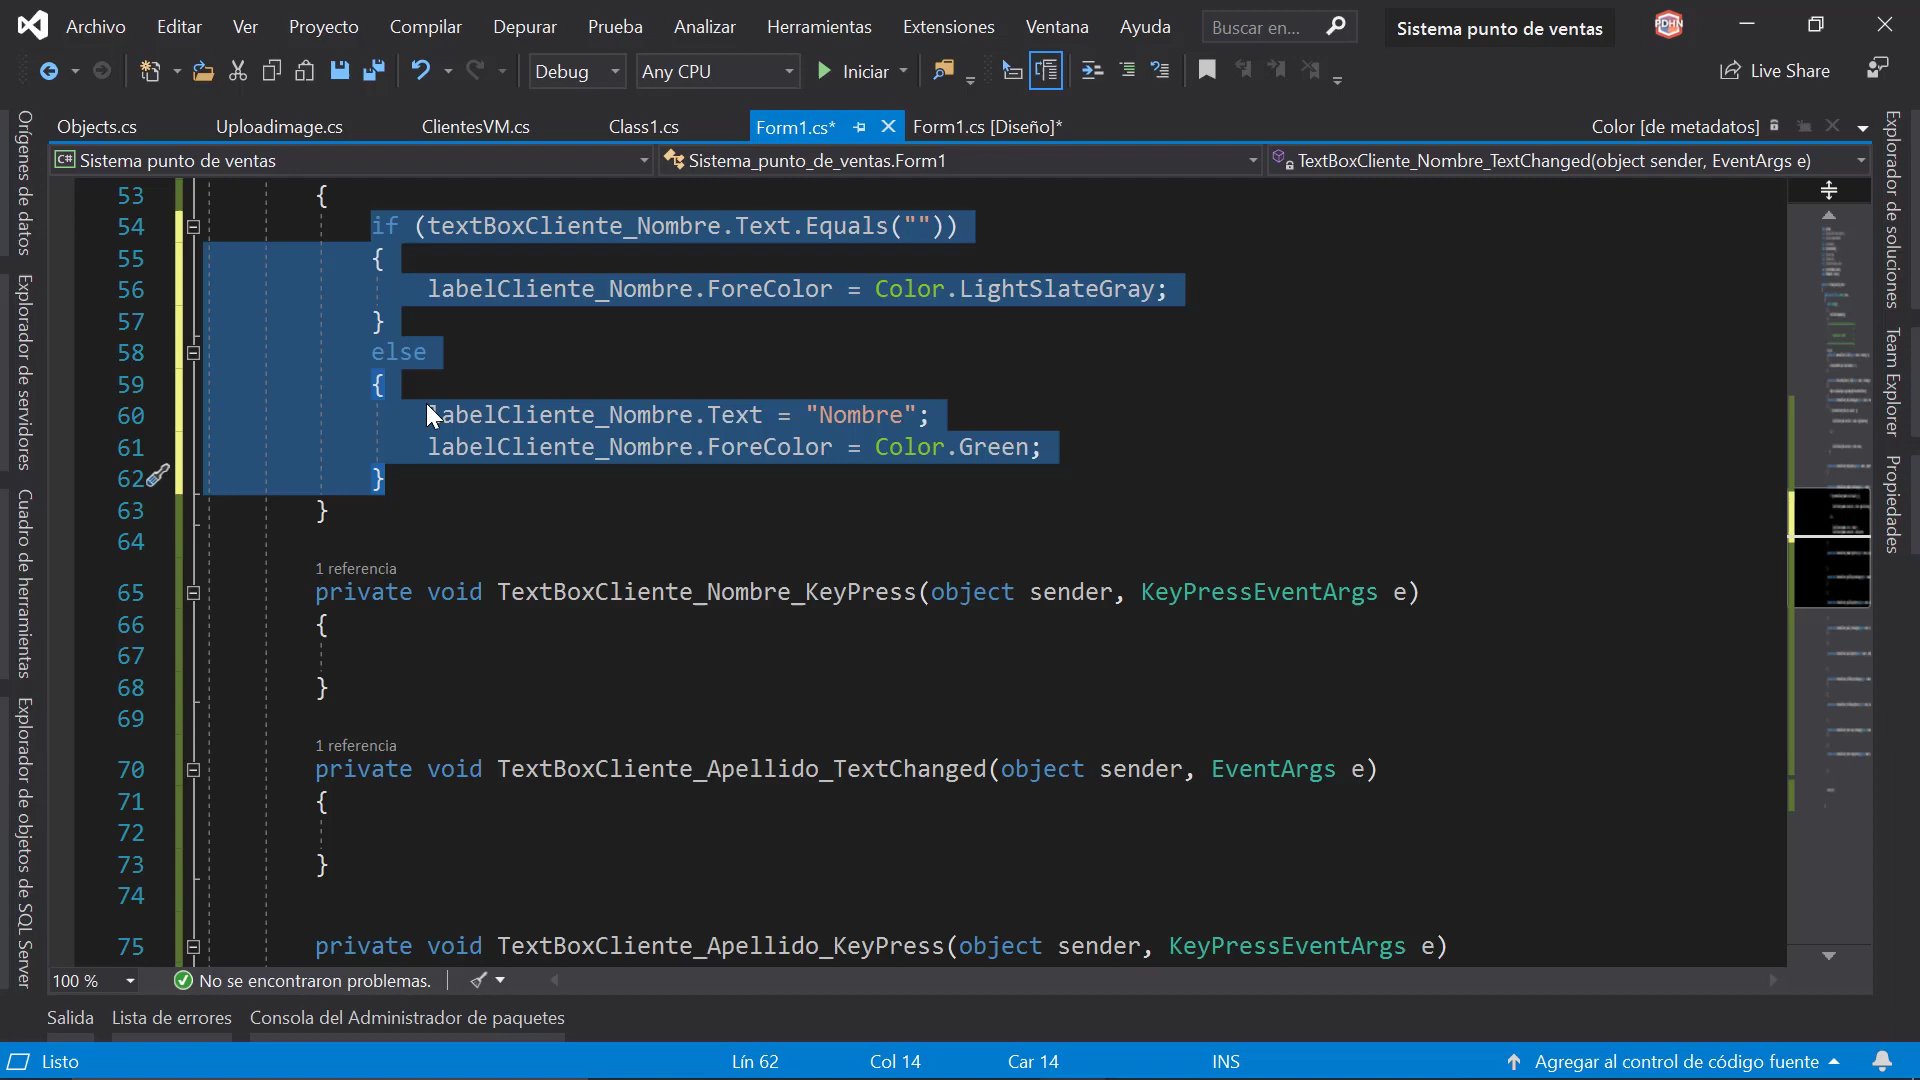 Archivo Editar Ver Proyecto Compilar Depurar Prueba Analizar Herramientas Extensiones Ventana Ayuda Buscar en... Sistema punto de ventas PDHN
Debug Any CPU Iniciar Live Share
Objects.cs Uploadimage.cs ClientesVM.cs Class1.cs Form1.cs* Form1.cs [Diseño]* Color [de metadatos]
C# Sistema punto de ventas Sistema_punto_de_ventas.Form1 TextBoxCliente_Nombre_TextChanged(object sender, EventArgs e)
Orígenes de datos
Explorador de servidores
Cuadro de herramientas
Explorador de objetos de SQL Server
53 {
54 if (textBoxCliente_Nombre.Text.Equals(""))
55 {
56 labelCliente_Nombre.ForeColor = Color.LightSlateGray;
57 }
58 else
59 {
60 labelCliente_Nombre.Text = "Nombre";
61 labelCliente_Nombre.ForeColor = Color.Green;
62 }
63 }
64
1 referencia
65 private void TextBoxCliente_Nombre_KeyPress(object sender, KeyPressEventArgs e)
66 {
67
68 }
69
1 referencia
70 private void TextBoxCliente_Apellido_TextChanged(object sender, EventArgs e)
71 {
72
73 }
74
75 private void TextBoxCliente_Apellido_KeyPress(object sender, KeyPressEventArgs e)
Explorador de soluciones
Team Explorer
Propiedades
100 % No se encontraron problemas.
Salida Lista de errores Consola del Administrador de paquetes
Listo Lín 62 Col 14 Car 14 INS Agregar al control de código fuente